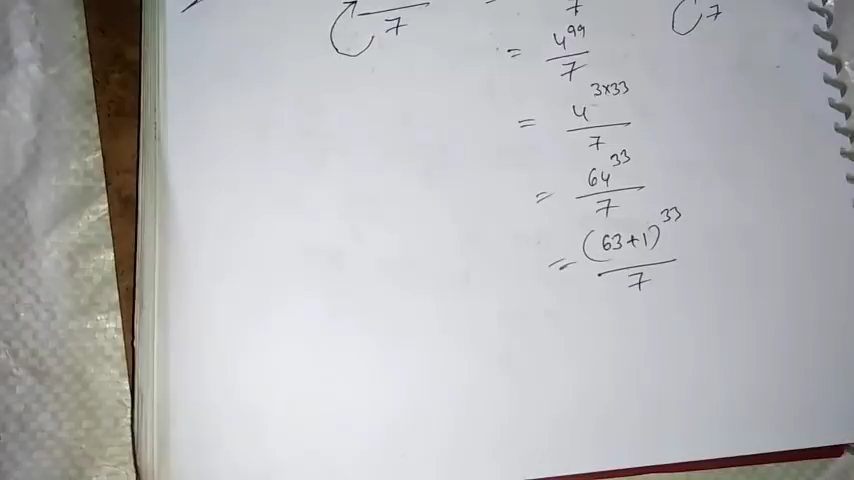 7
= 7
7
= 4^99 / 7
= 4^3×33 / 7
= 64^33 / 7
= (63+1)^33 / 7